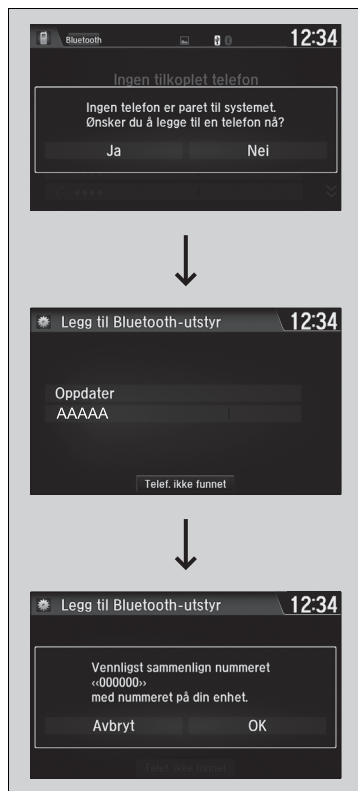 Bluetooth
0
12:34
Ingen tilkoplet telefon
Ingen telefon er paret til systemet.
Ønsker du å legge til en telefon nå?
Ja
Nei
Legg til Bluetooth-utstyr
12:34
Oppdater
AAAAA
Telef. ikke funnet
Legg til Bluetooth-utstyr
12:34
Vennligst sammenlign nummeret
‹‹000000››
med nummeret på din enhet.
Avbryt
OK
Telef. ikke funnet